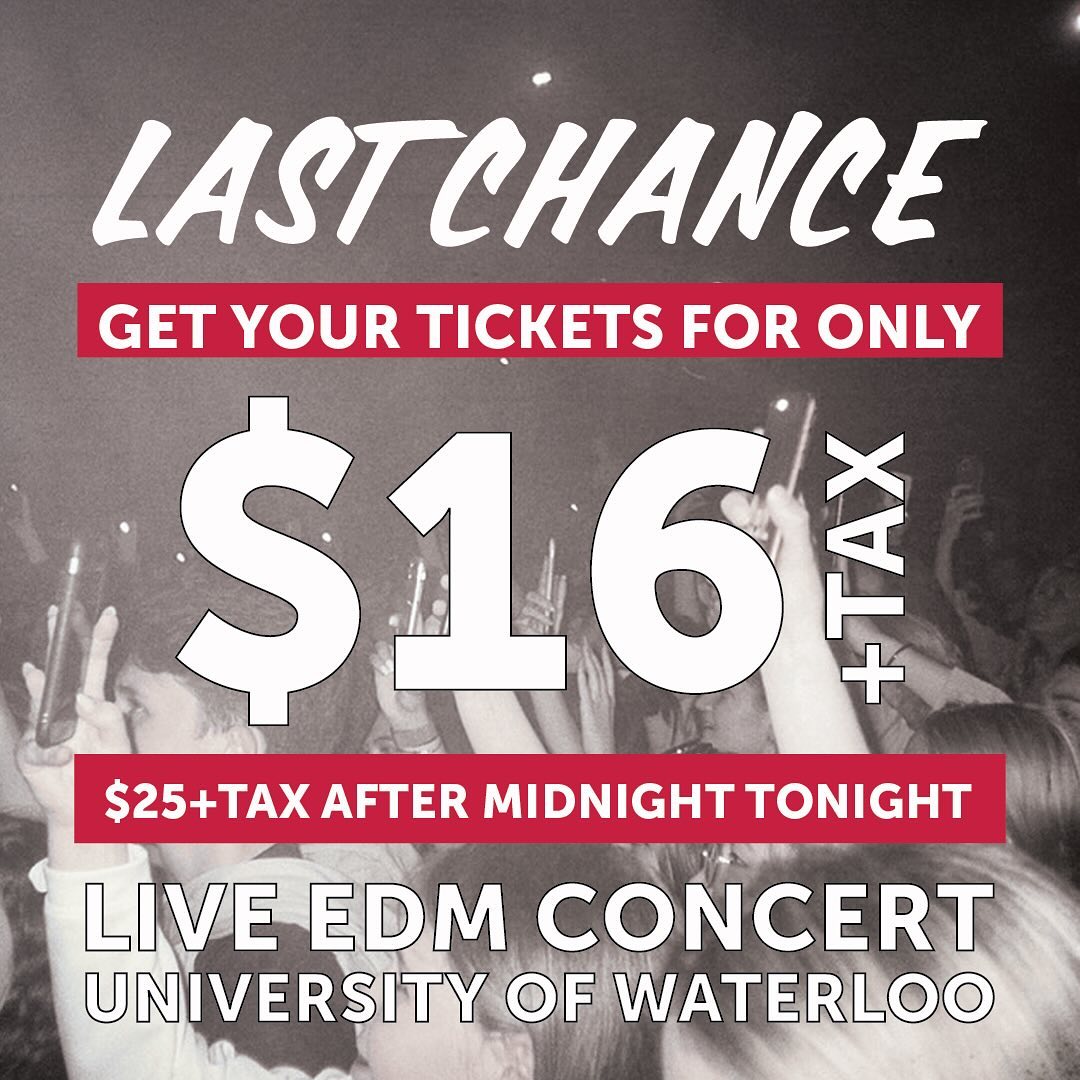 LAST CHANCE
GET YOUR TICKETS FOR ONLY
$16 +TAX
$25+TAX AFTER MIDNIGHT TONIGHT
LIVE EDM CONCERT
UNIVERSITY OF WATERLOO